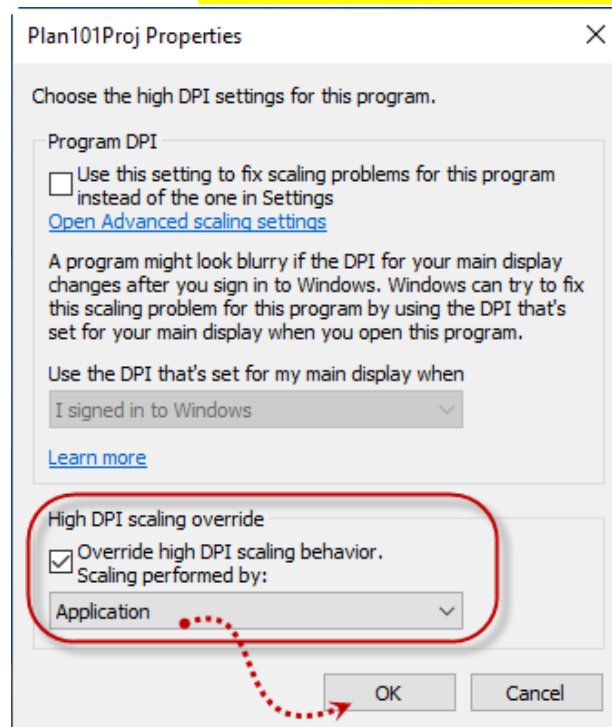 Plan101Proj Properties
Choose the high DPI settings for this program.
Program DPI
Use this setting to fix scaling problems for this program
instead of the one in Settings
Open Advanced scaling settings
A program might look blurry if the DPI for your main display
changes after you sign in to Windows. Windows can try to fix
this scaling problem for this program by using the DPI that's
set for your main display when you open this program.
Use the DPI that's set for my main display when
I signed in to Windows
Learn more
High DPI scaling override
Override high DPI scaling behavior.
Scaling performed by:
Application
OK
Cancel